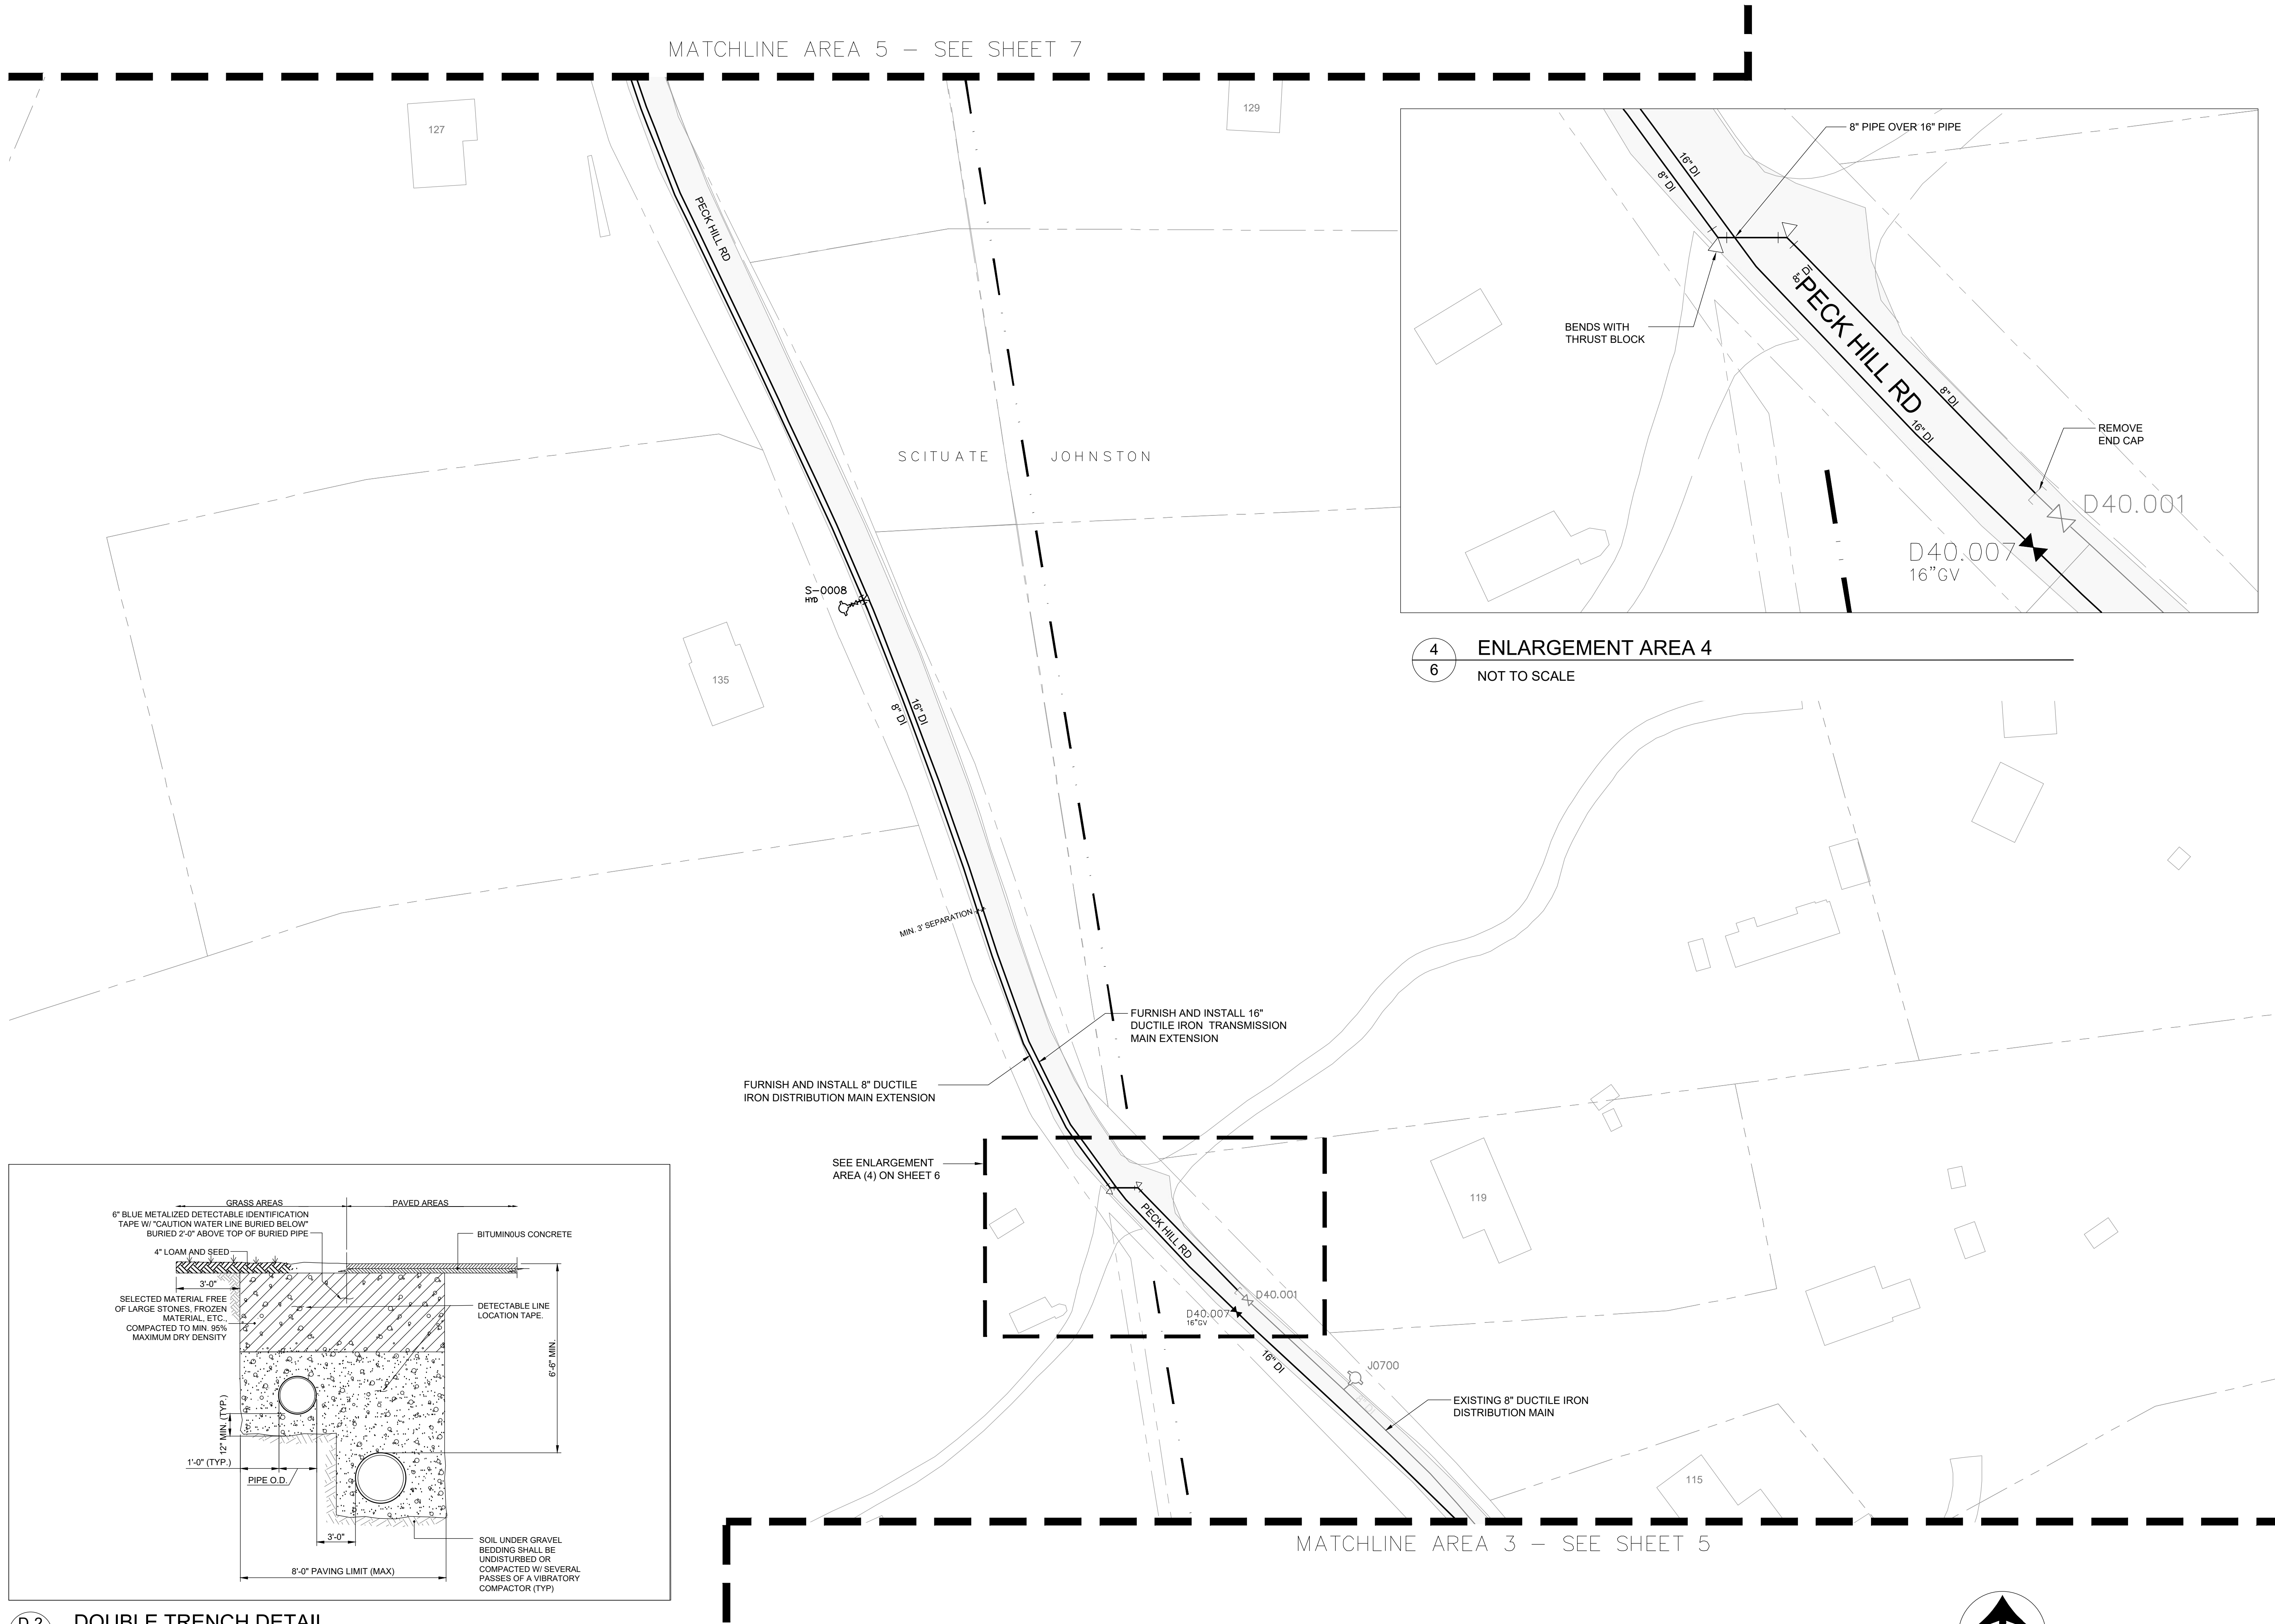 MATCHLINE AREA 5 - SEE SHEET 7
127
129
PECK HILL RD
SCITUATE
JOHNSTON
S-0008
HYD
135
16" DI
8" DI
MIN. 3' SEPARATION
FURNISH AND INSTALL 16"
DUCTILE IRON TRANSMISSION
MAIN EXTENSION
FURNISH AND INSTALL 8" DUCTILE
IRON DISTRIBUTION MAIN EXTENSION
SEE ENLARGEMENT
AREA (4) ON SHEET 6
PECK HILL RD
D40.001
D40.007
16"GV
16" DI
J0700
EXISTING 8" DUCTILE IRON
DISTRIBUTION MAIN
119
115
MATCHLINE AREA 3 - SEE SHEET 5
8" PIPE OVER 16" PIPE
16" DI
8" DI
BENDS WITH
THRUST BLOCK
8" DI
PECK HILL RD
8" DI
16" DI
REMOVE
END CAP
D40.001
D40.007
16"GV
4
6
ENLARGEMENT AREA 4
NOT TO SCALE
GRASS AREAS
PAVED AREAS
6" BLUE METALIZED DETECTABLE IDENTIFICATION
TAPE W/ "CAUTION WATER LINE BURIED BELOW"
BURIED 2'-0" ABOVE TOP OF BURIED PIPE
BITUMIN0US CONCRETE
4" LOAM AND SEED
3'-0"
SELECTED MATERIAL FREE
OF LARGE STONES, FROZEN
MATERIAL, ETC.,
COMPACTED TO MIN. 95%
MAXIMUM DRY DENSITY
DETECTABLE LINE
LOCATION TAPE.
6'-6" MIN.
12" MIN. (TYP.)
1'-0" (TYP.)
PIPE O.D.
3'-0"
SOIL UNDER GRAVEL
BEDDING SHALL BE
UNDISTURBED OR
COMPACTED W/ SEVERAL
PASSES OF A VIBRATORY
COMPACTOR (TYP)
8'-0" PAVING LIMIT (MAX)
D-2
DOUBLE TRENCH DETAIL